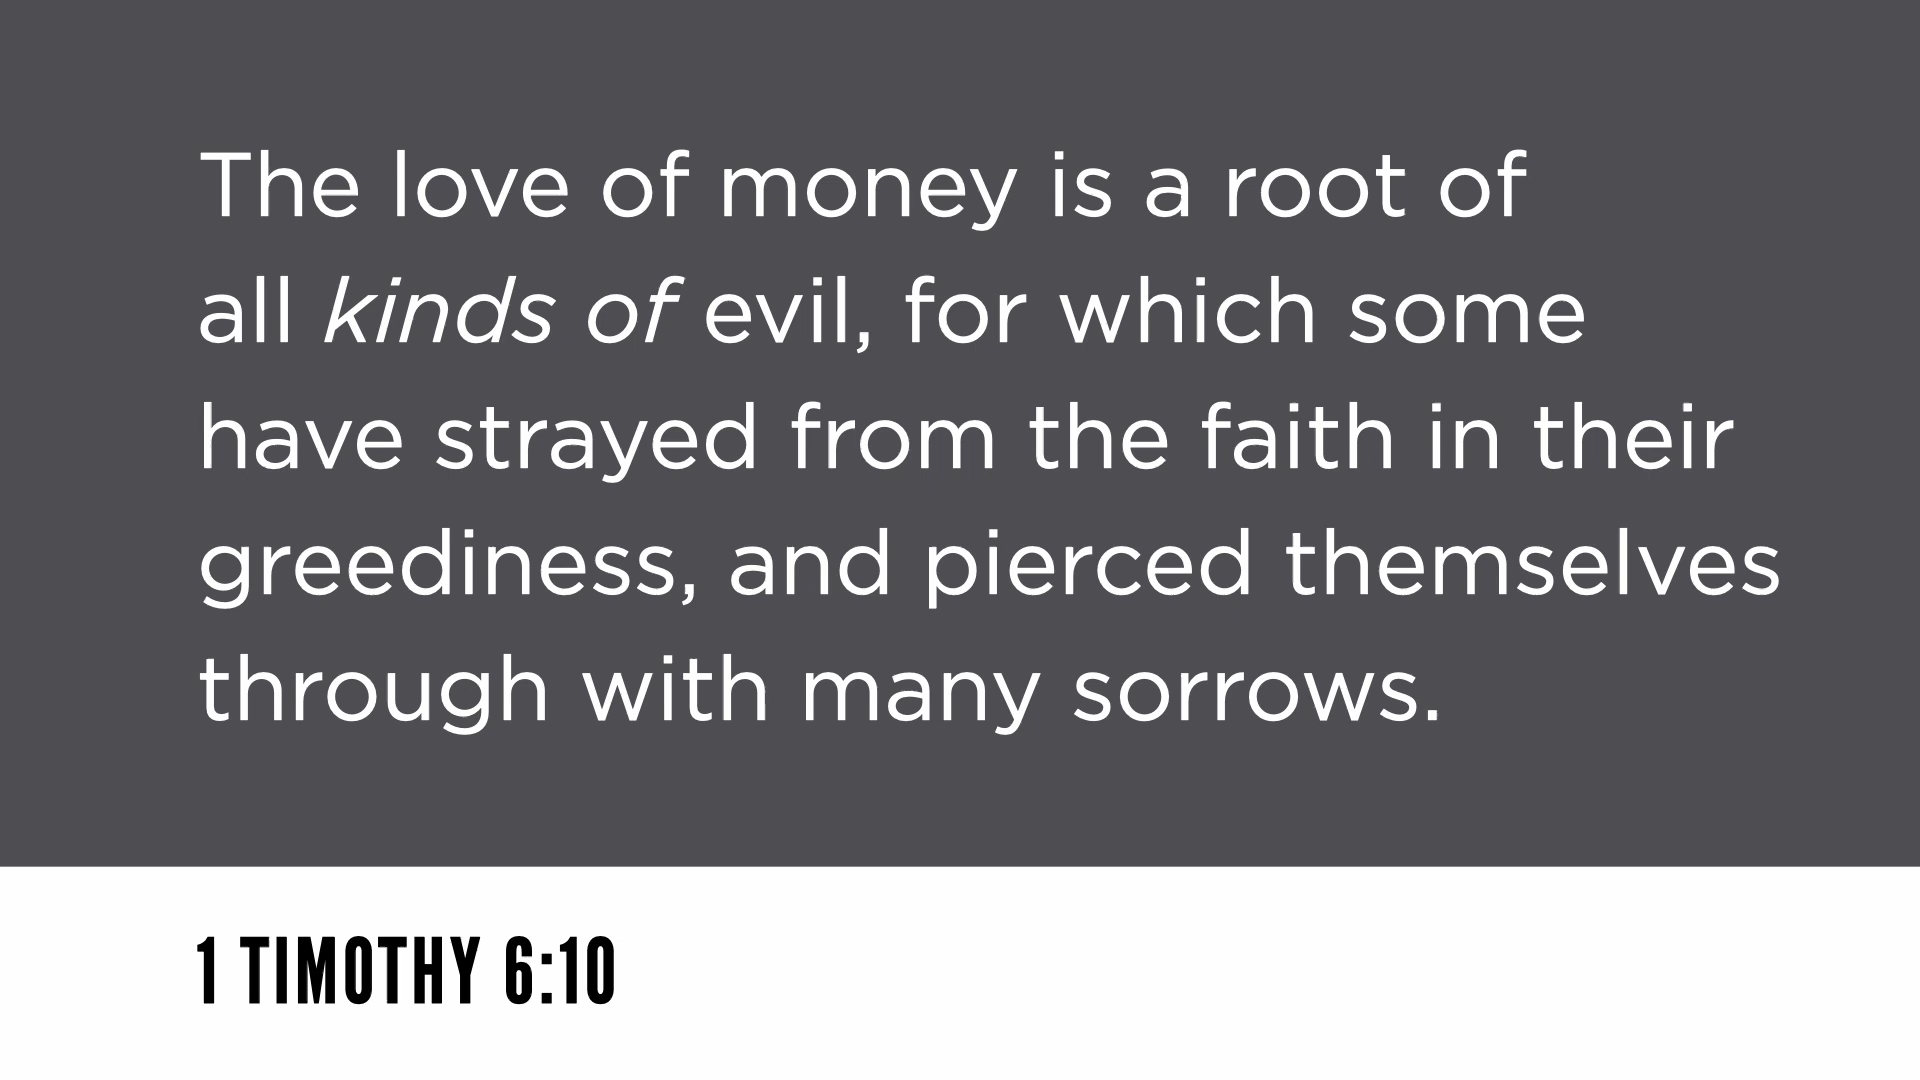 The love of money is a root of
all kinds of evil, for which some
have strayed from the faith in their
greediness, and pierced themselves
through with many sorrows.
1 TIMOTHY 6:10